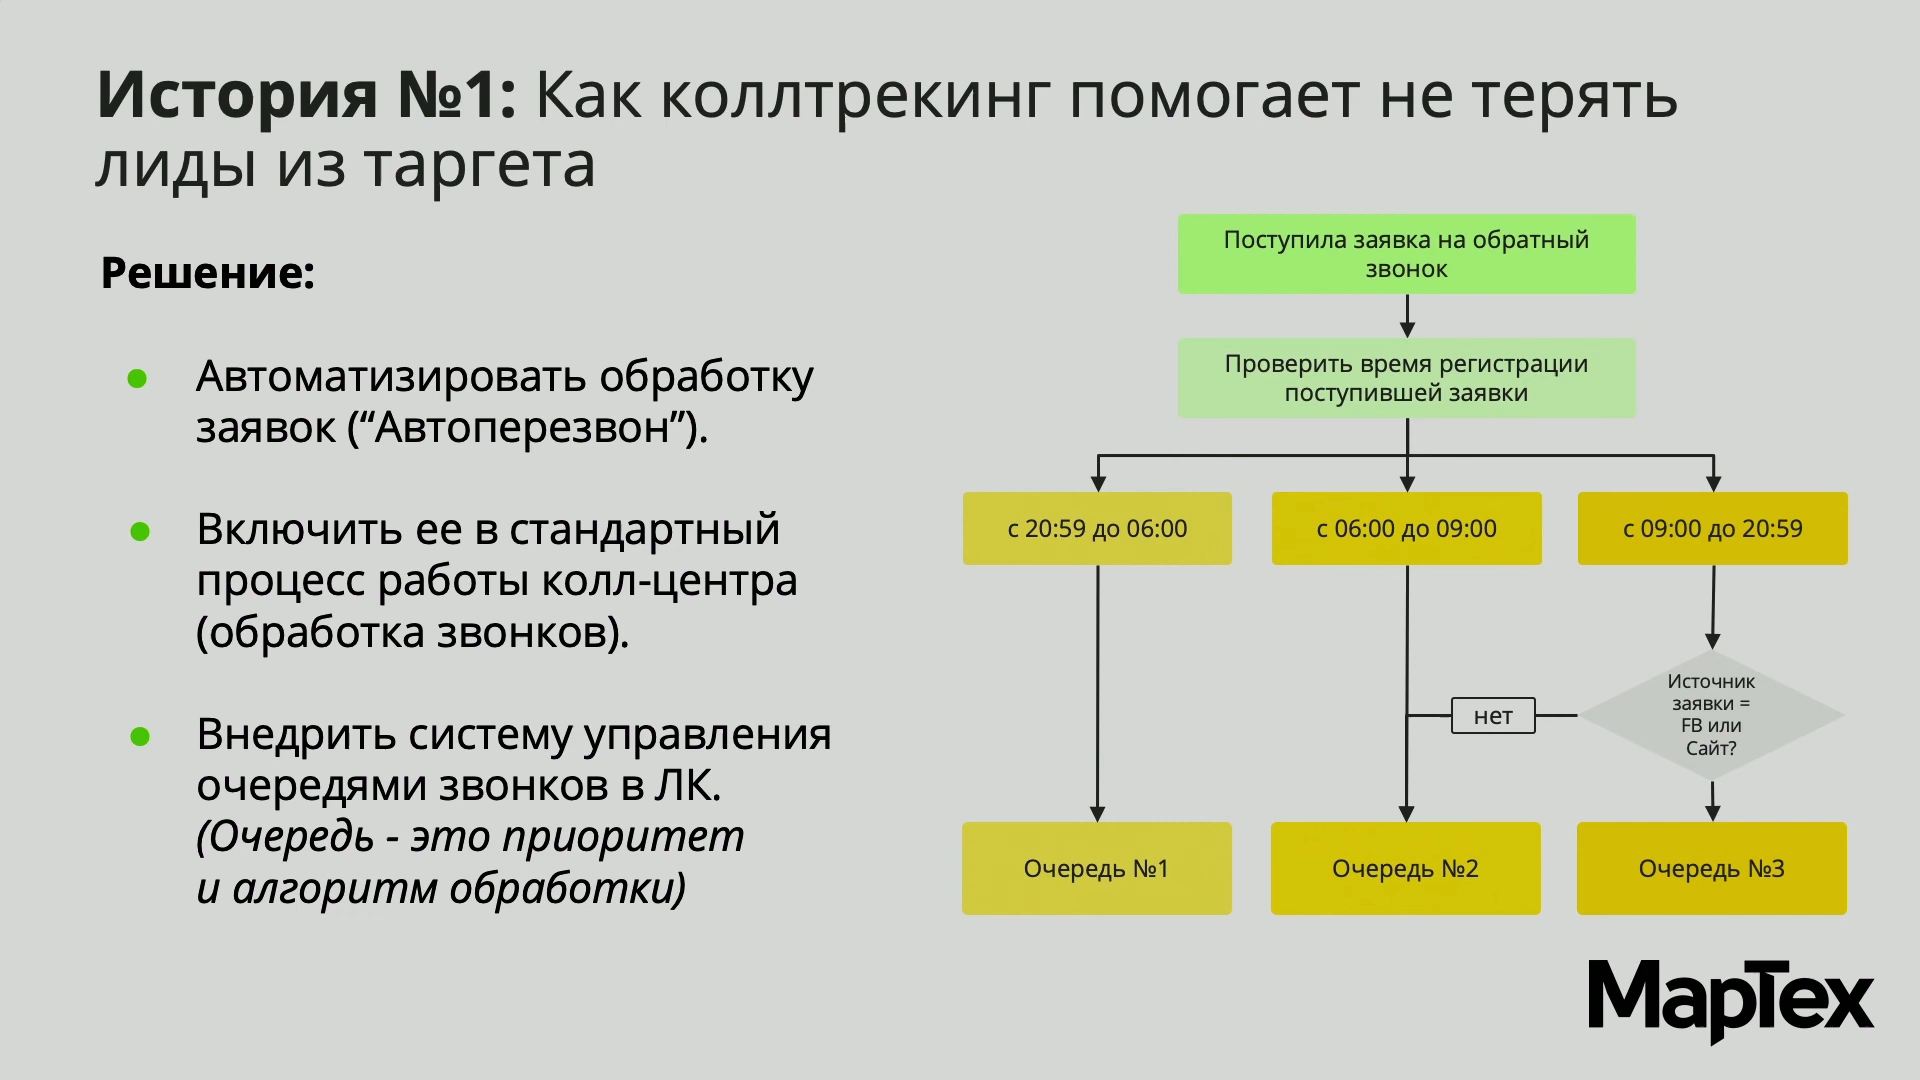 История №1: Как коллтрекинг помогает не терять
лиды из таргета
Решение:
● Автоматизировать обработку
заявок (“Автоперезвон”).
● Включить ее в стандартный
процесс работы колл-центра
(обработка звонков).
● Внедрить систему управления
очередями звонков в ЛК.
(Очередь - это приоритет
и алгоритм обработки)
Поступила заявка на обратный
звонок
Проверить время регистрации
поступившей заявки
с 20:59 до 06:00
с 06:00 до 09:00
с 09:00 до 20:59
Источник
заявки =
FB или
Сайт?
нет
Очередь №1
Очередь №2
Очередь №3
МарТех